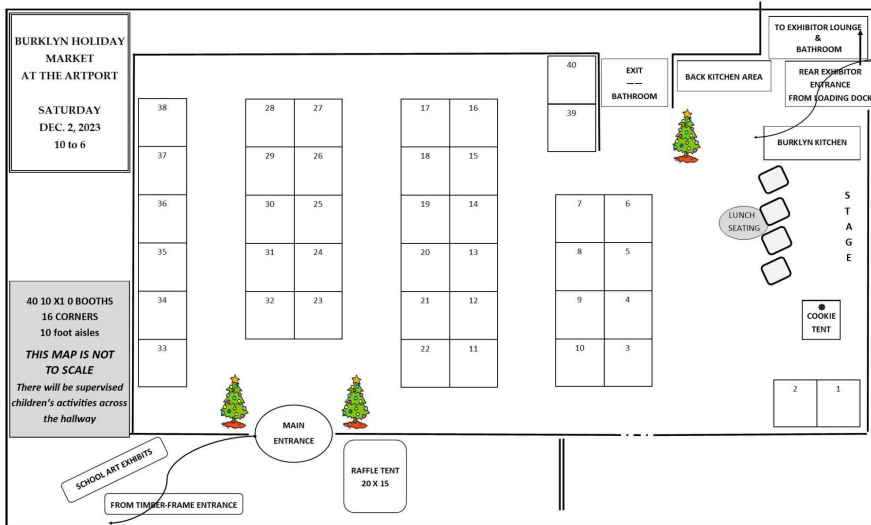 BURKLYN HOLIDAY
MARKET
AT THE ARTPORT
SATURDAY
DEC. 2, 2023
10 to 6
TO EXHIBITOR LOUNGE
&
BATHROOM
EXIT
——
BATHROOM
BACK KITCHEN AREA
REAR EXHIBITOR
ENTRANCE
FROM LOADING DOCK
BURKLYN KITCHEN
40
39
38
37
36
35
34
33
28 27
29 26
30 25
31 24
32 23
17 16
18 15
19 14
20 13
21 12
22 11
7 6
8 5
9 4
10 3
LUNCH
SEATING
S
T
A
G
E
COOKIE
TENT
2 1
40 10 X1 0 BOOTHS
16 CORNERS
10 foot aisles
THIS MAP IS NOT
TO SCALE
There will be supervised
children's activities across
the hallway
MAIN
ENTRANCE
SCHOOL ART EXHIBITS
FROM TIMBER-FRAME ENTRANCE
RAFFLE TENT
20 X 15